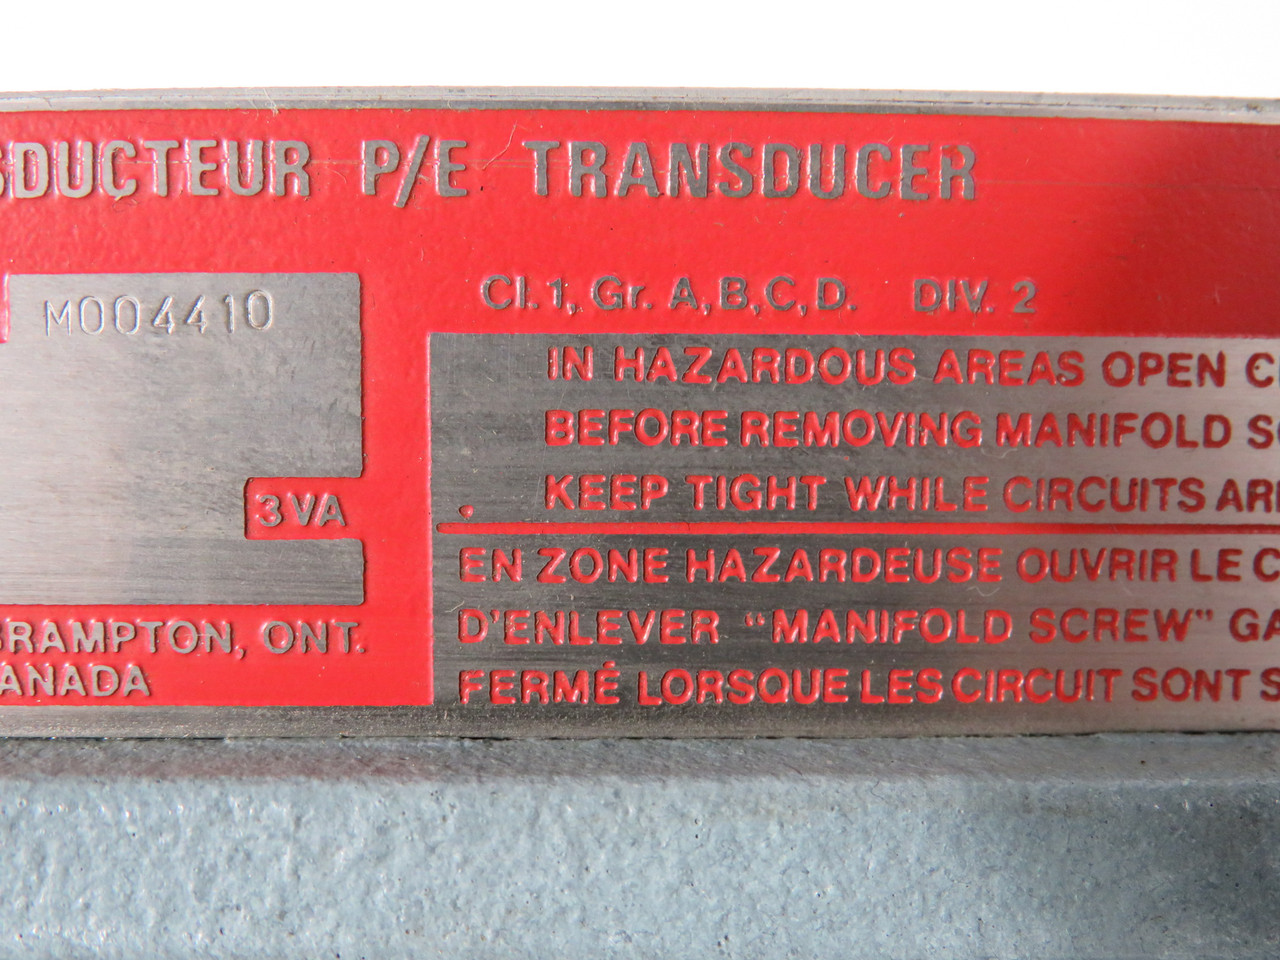 SDUCTEUR P/E TRANSDUCER
M004410
3VA
BRAMPTON, ONT.
CANADA
Cl. 1, Gr. A, B, C, D. DIV. 2
IN HAZARDOUS AREAS OPEN
BEFORE REMOVING MANIFOLD
KEEP TIGHT WHILE CIRCUITS
EN ZONE HAZARDEUSE OUVRIR LE
D'ENLEVER "MANIFOLD SCREW"
FERMÉ LORSQUE LES CIRCUIT SONT